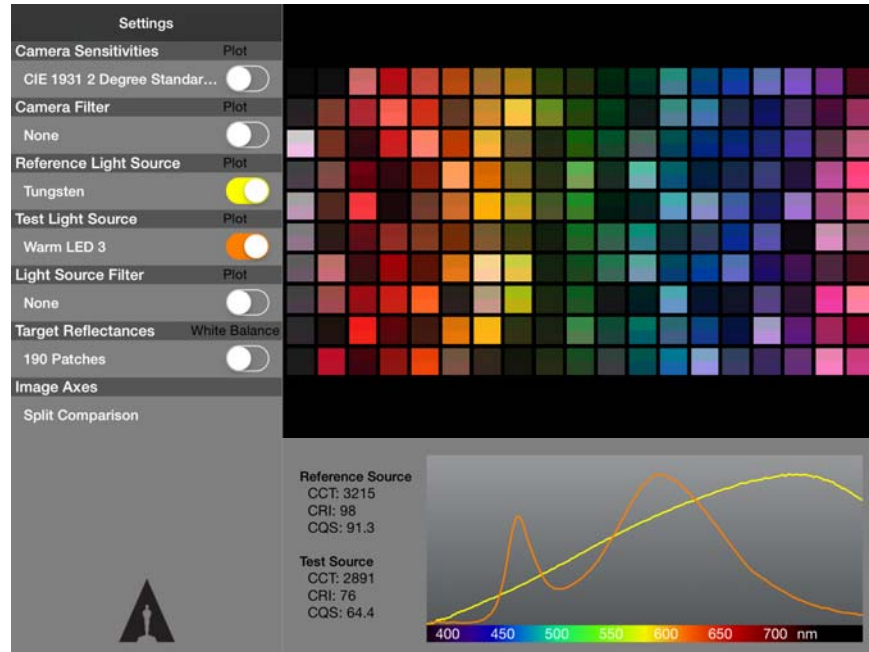 Settings
Camera Sensitivities Plot
CIE 1931 2 Degree Standar...
Camera Filter Plot
None
Reference Light Source Plot
Tungsten
Test Light Source Plot
Warm LED 3
Light Source Filter Plot
None
Target Reflectances White Balance
190 Patches
Image Axes
Split Comparison
Reference Source
CCT: 3215
CRI: 98
CQS: 91.3
Test Source
CCT: 2891
CRI: 76
CQS: 64.4
400 450 500 550 600 650 700 nm